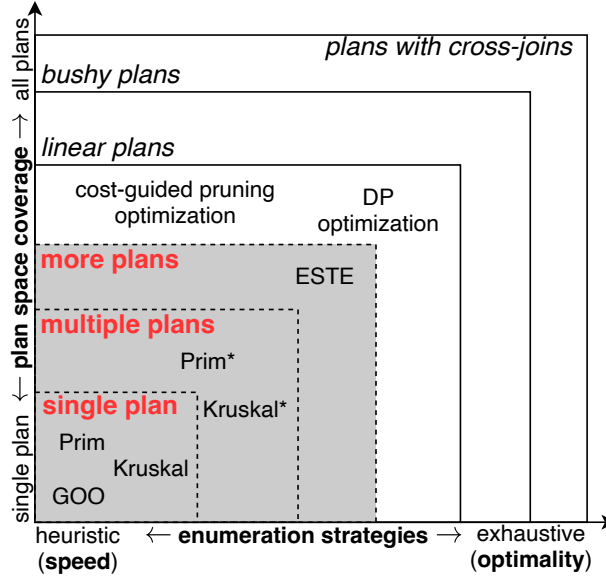 plans with cross-joins
bushy plans
linear plans
cost-guided pruning
optimization
DP
optimization
more plans
ESTE
multiple plans
Prim*
single plan
Kruskal*
Prim
Kruskal
GOO
single plan ← plan space coverage → all plans
heuristic ← enumeration strategies → exhaustive
(speed) (optimality)